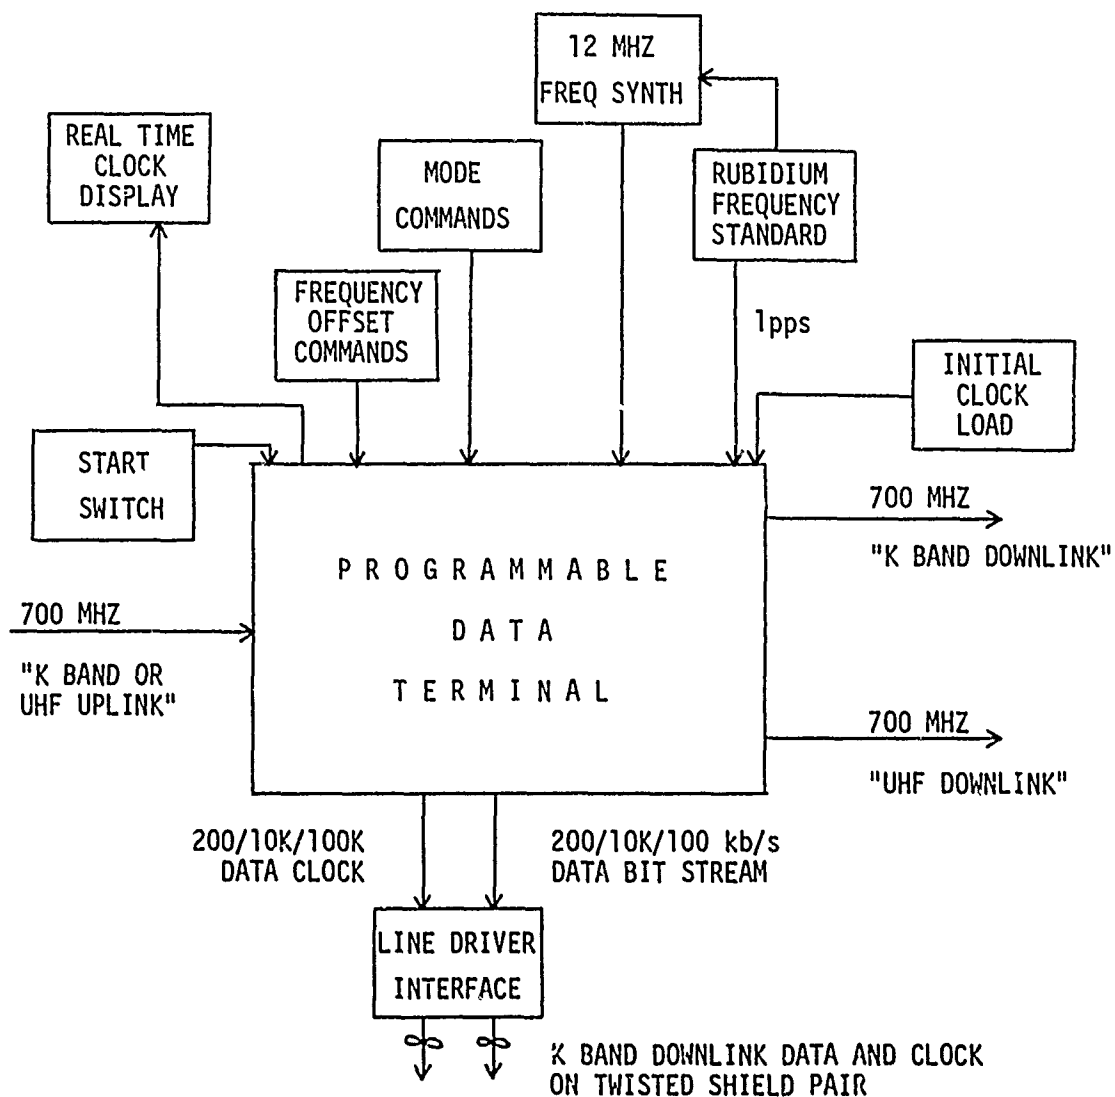 12 MHZ
FREQ SYNTH
REAL TIME
CLOCK
DISPLAY
MODE
COMMANDS
RUBIDIUM
FREQUENCY
STANDARD
FREQUENCY
OFFSET
COMMANDS
1pps
INITIAL
CLOCK
LOAD
START
SWITCH
700 MHZ
"K BAND DOWNLINK"
PROGRAMMABLE
DATA
TERMINAL
700 MHZ
"K BAND OR
UHF UPLINK"
700 MHZ
"UHF DOWNLINK"
200/10K/100K
DATA CLOCK
200/10K/100 kb/s
DATA BIT STREAM
LINE DRIVER
INTERFACE
K BAND DOWNLINK DATA AND CLOCK
ON TWISTED SHIELD PAIR